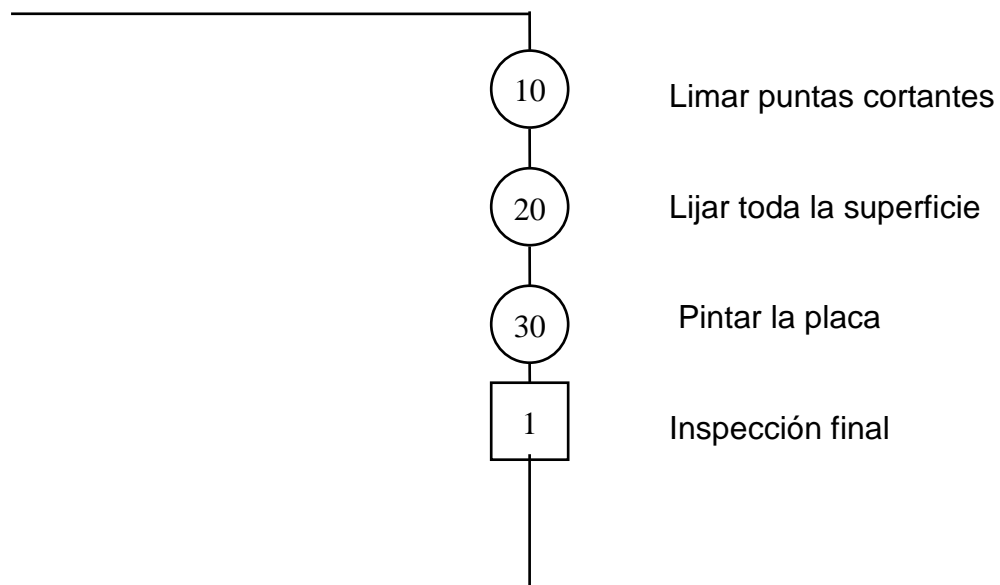 10 Limar puntas cortantes
20 Lijar toda la superficie
30 Pintar la placa
1 Inspección final